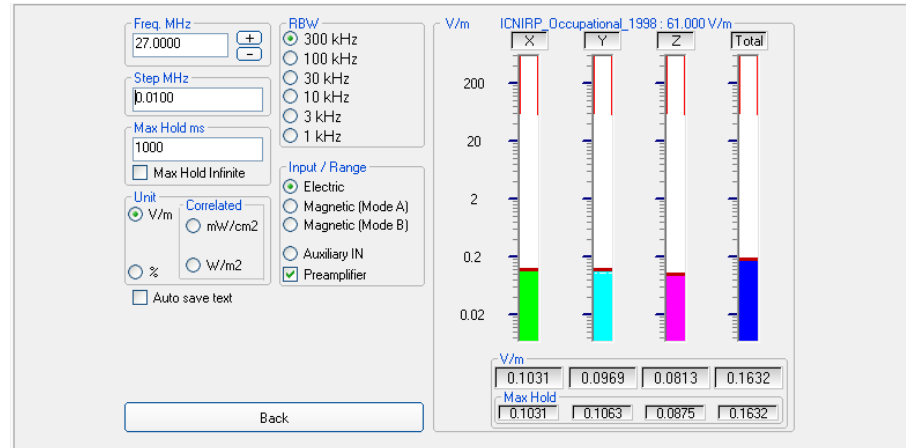 Freq. MHz
27.0000
+
−
Step MHz
0.0100
Max Hold ms
1000
Max Hold Infinite
Unit
V/m
%
Correlated
mW/cm2
W/m2
Auto save text
Back
RBW
300 kHz
100 kHz
30 kHz
10 kHz
3 kHz
1 kHz
Input / Range
Electric
Magnetic (Mode A)
Magnetic (Mode B)
Auxiliary IN
Preamplifier
V/m ICNIRP_Occupational_1998 : 61.000 V/m
X Y Z Total
200
20
2
0.2
0.02
V/m
0.1031 0.0969 0.0813 0.1632
Max Hold
0.1031 0.1063 0.0875 0.1632